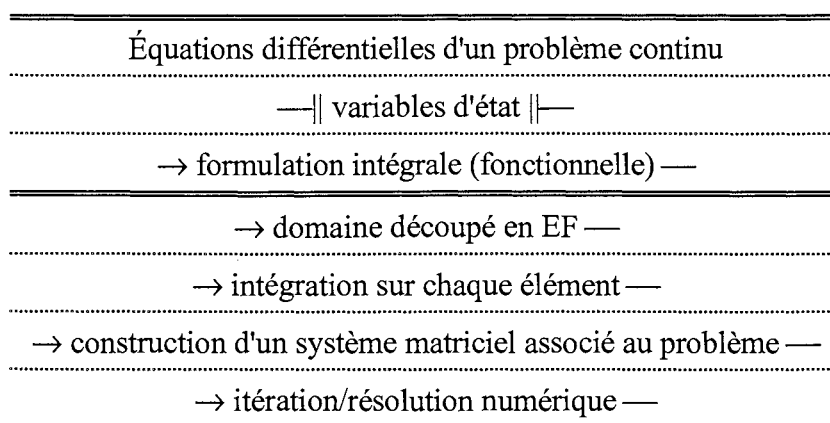 Équations différentielles d'un problème continu
—|| variables d'état ||—
→ formulation intégrale (fonctionnelle) —
→ domaine découpé en EF —
→ intégration sur chaque élément —
→ construction d'un système matriciel associé au problème —
→ itération/résolution numérique —